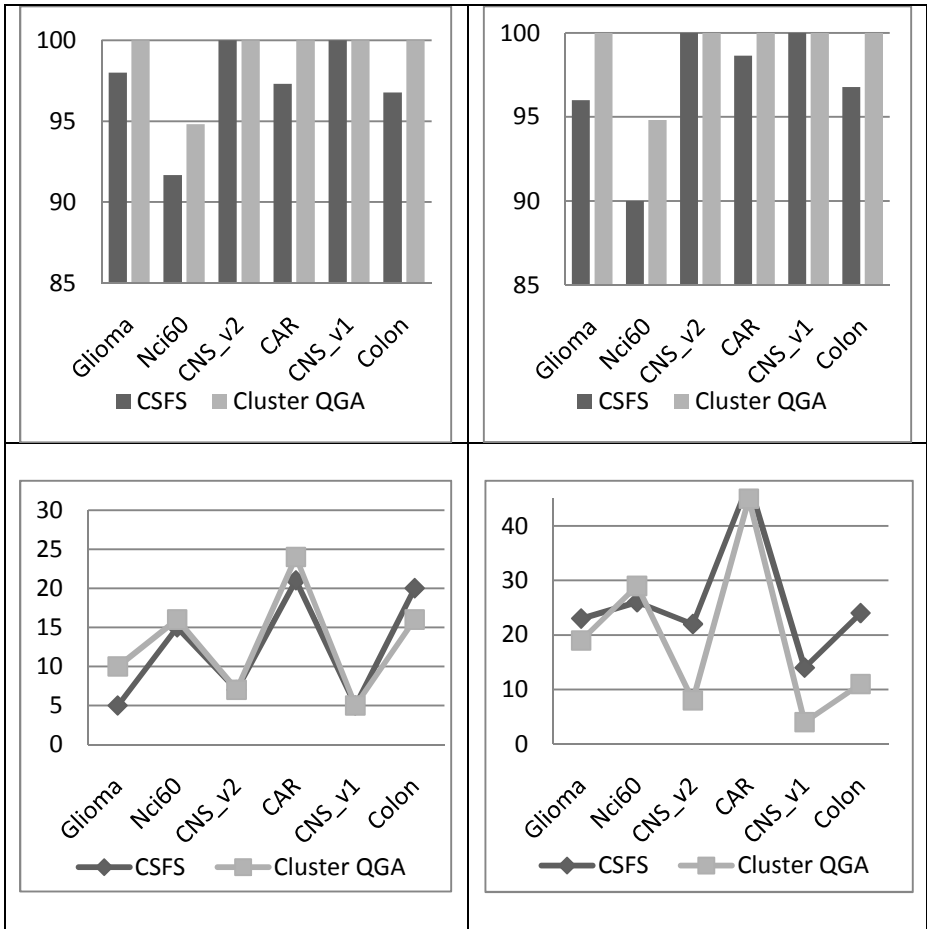 100
95
90
85
Glioma
Nci60
CNS_v2
CAR
CNS_v1
Colon
CSFS
Cluster QGA
100
95
90
85
Glioma
Nci60
CNS_v2
CAR
CNS_v1
Colon
CSFS
Cluster QGA
30
25
20
15
10
5
0
Glioma
Nci60
CNS_v2
CAR
CNS_v1
Colon
CSFS
Cluster QGA
40
30
20
10
0
Glioma
Nci60
CNS_v2
CAR
CNS_v1
Colon
CSFS
Cluster QGA